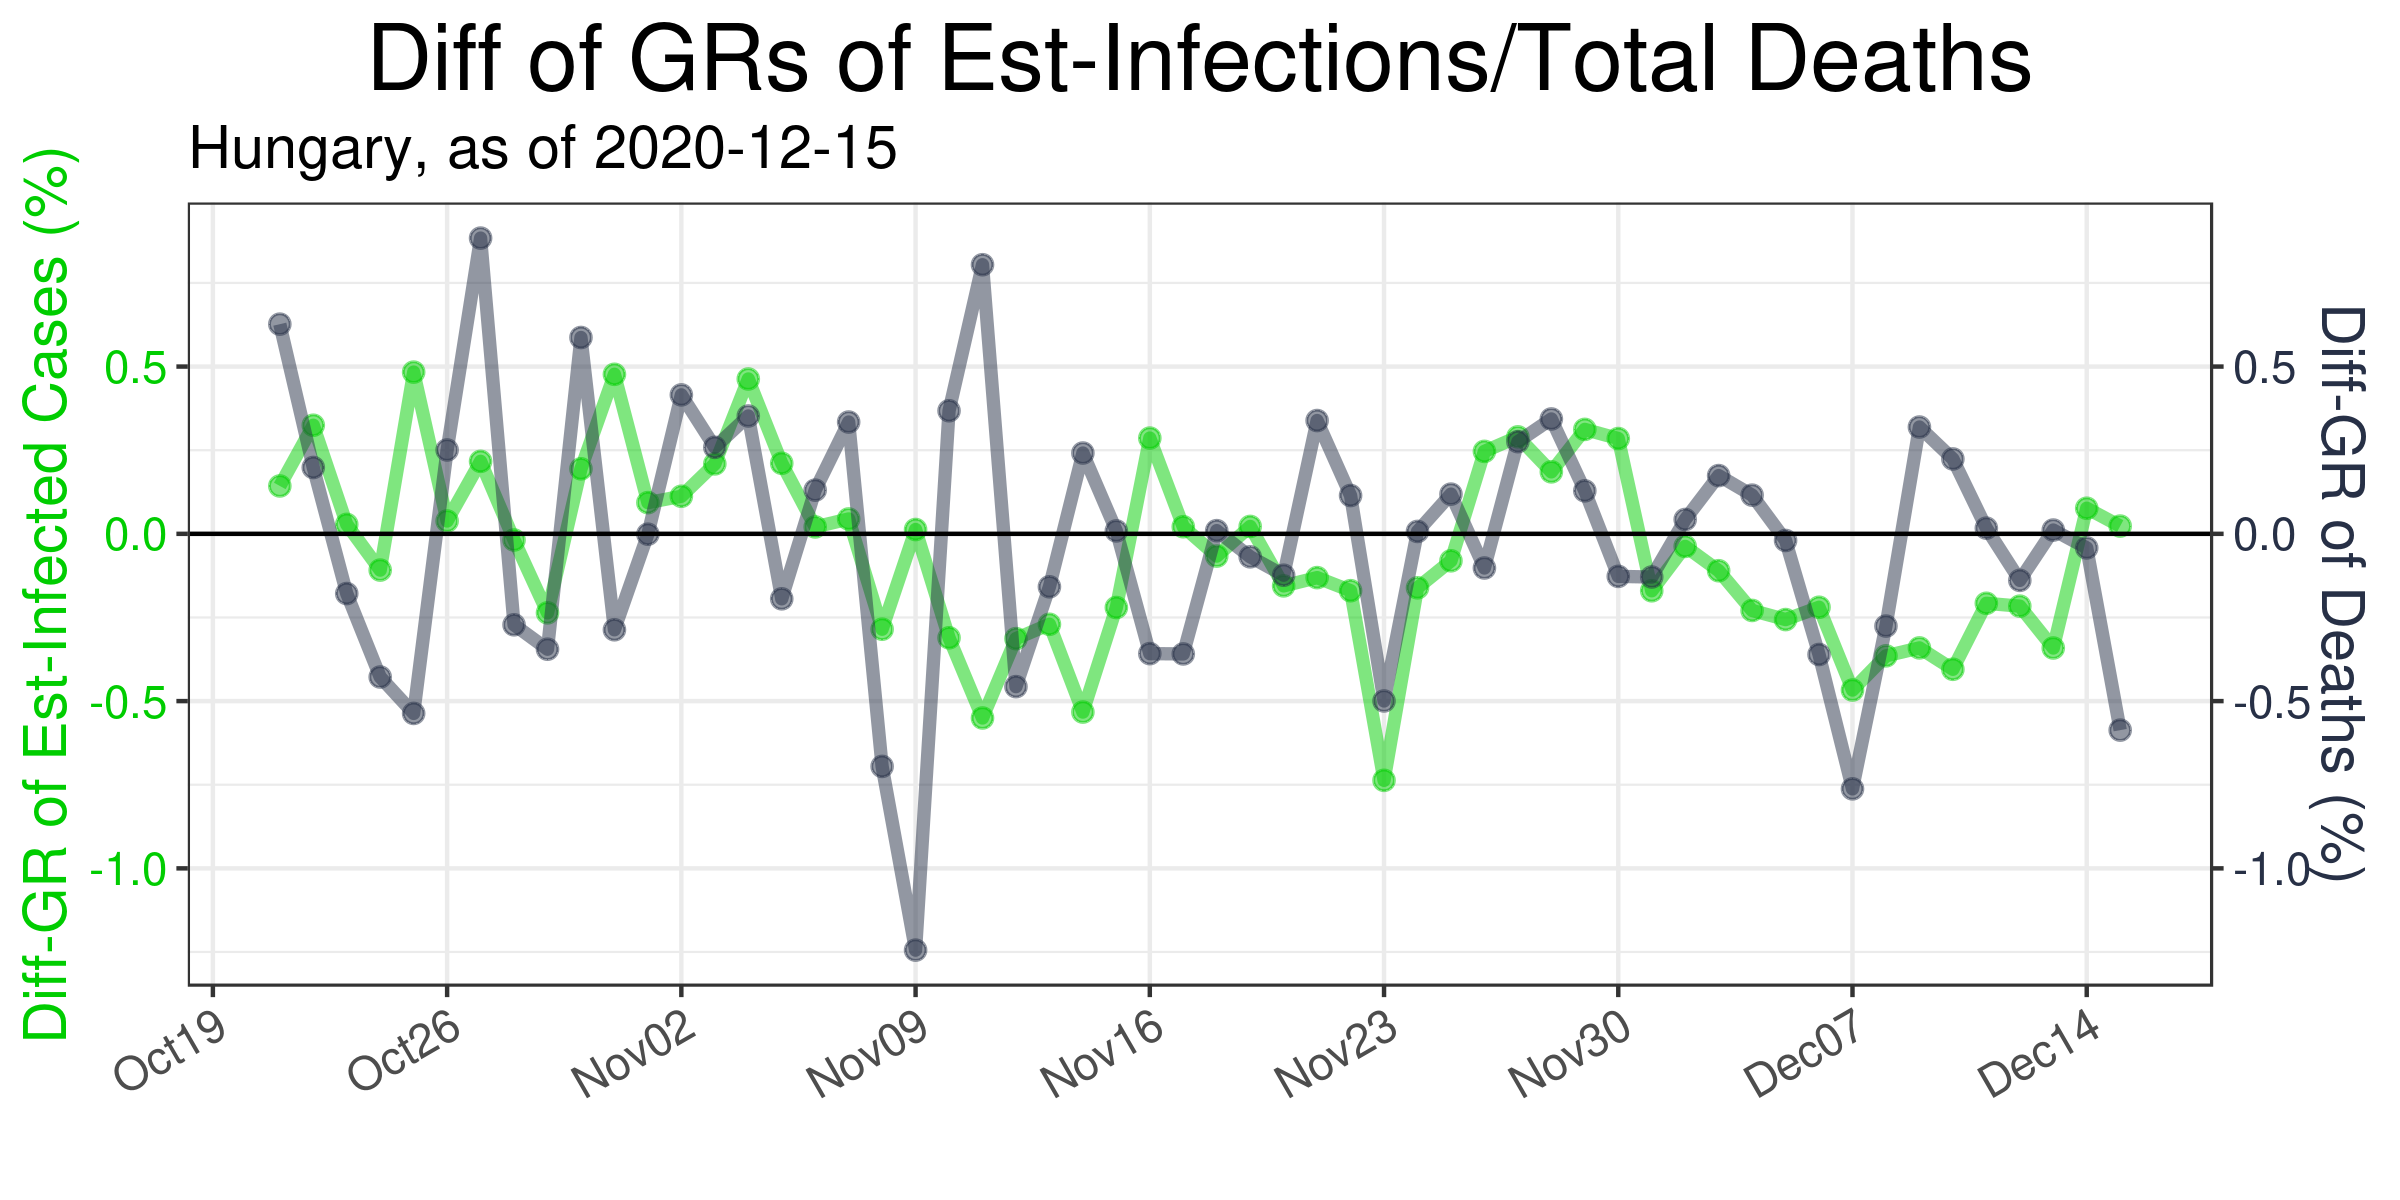 Diff of GRs of Est-Infections/Total Deaths
Hungary, as of 2020-12-15
Diff-GR of Est-Infected Cases (%)
0.5
0.0
-0.5
-1.0
0.5
0.0
-0.5
-1.0
Diff-GR of Deaths (%)
Oct19 Oct26 Nov02 Nov09 Nov16 Nov23 Nov30 Dec07 Dec14